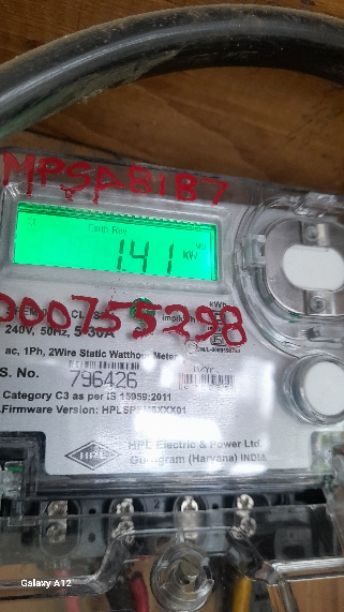 MPSA8187
Earth Rev
1.41 KW
000755298
240V, 50Hz, 5-30A
ac, 1Ph, 2Wire Static Watthour Meter
S. No. 796426
Category C3 as per IS 15959:2011
Firmware Version:
HPL Electric & Power Ltd.
Gurugram (Haryana) INDIA
HPL
Galaxy A12